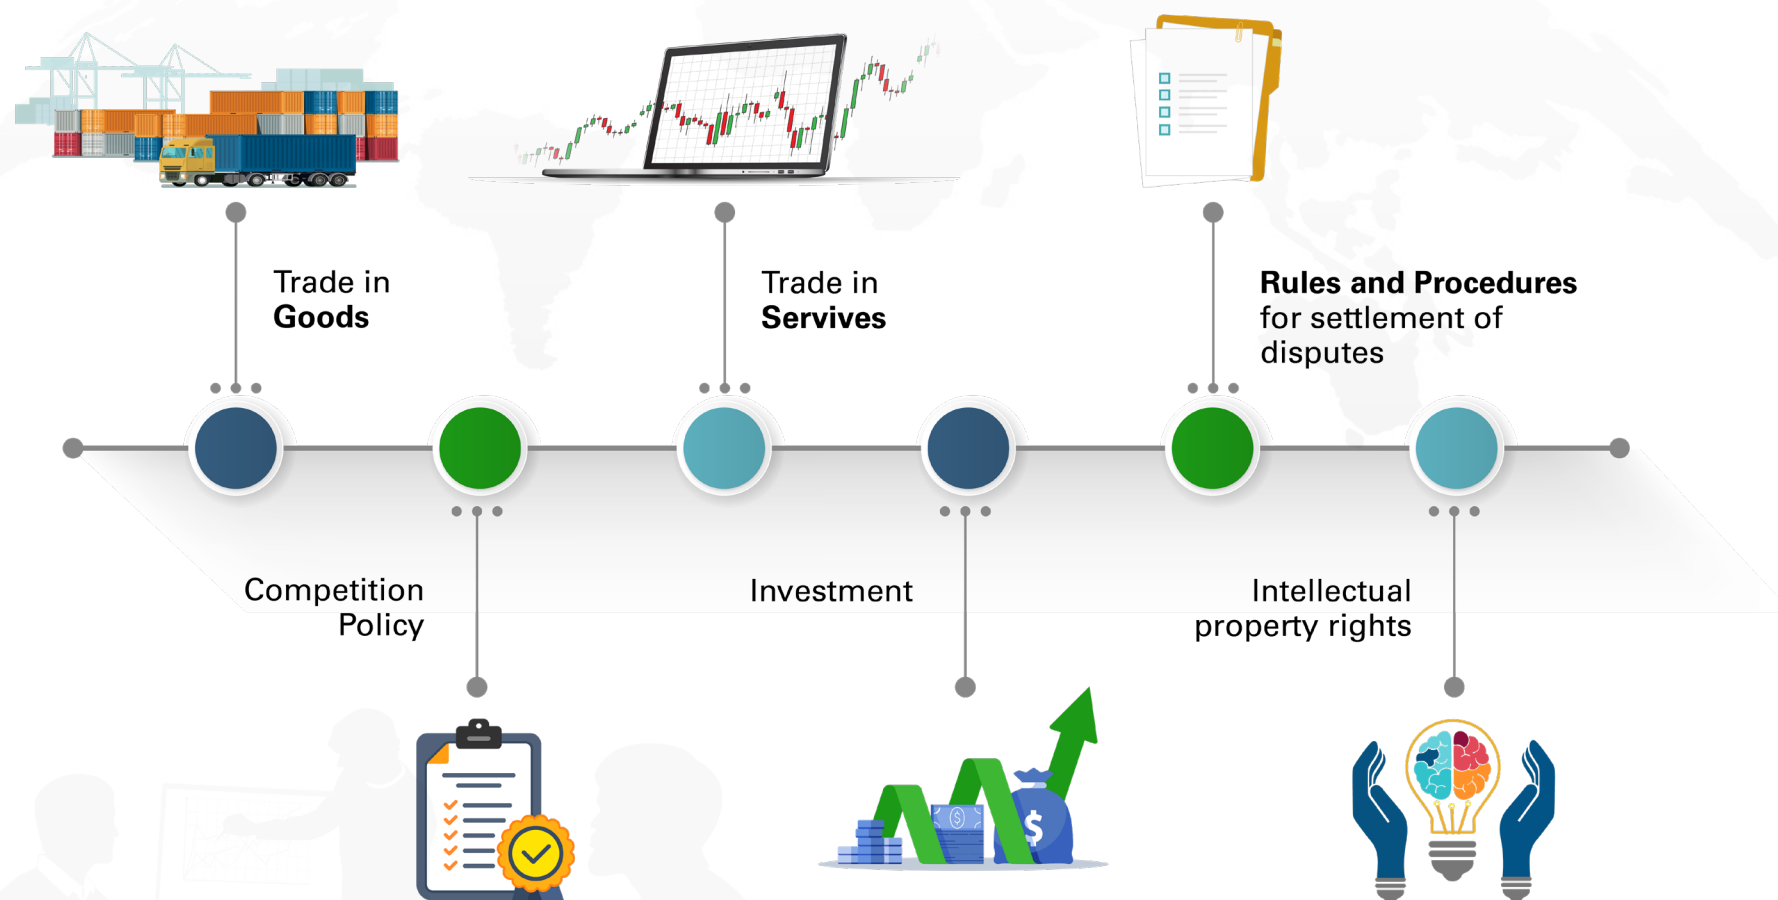 Trade in
Goods
Trade in
Servives
Rules and Procedures
for settlement of
disputes
Competition
Policy
Investment
Intellectual
property rights
$
$